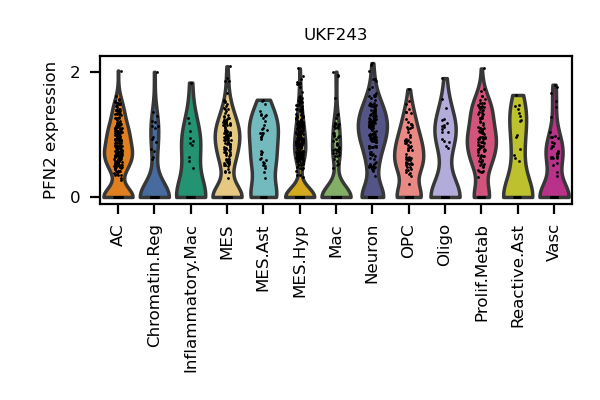 UKF243
PFN2 expression
2
0
AC
Chromatin.Reg
Inflammatory.Mac
MES
MES.Ast
MES.Hyp
Mac
Neuron
OPC
Oligo
Prolif.Metab
Reactive.Ast
Vasc